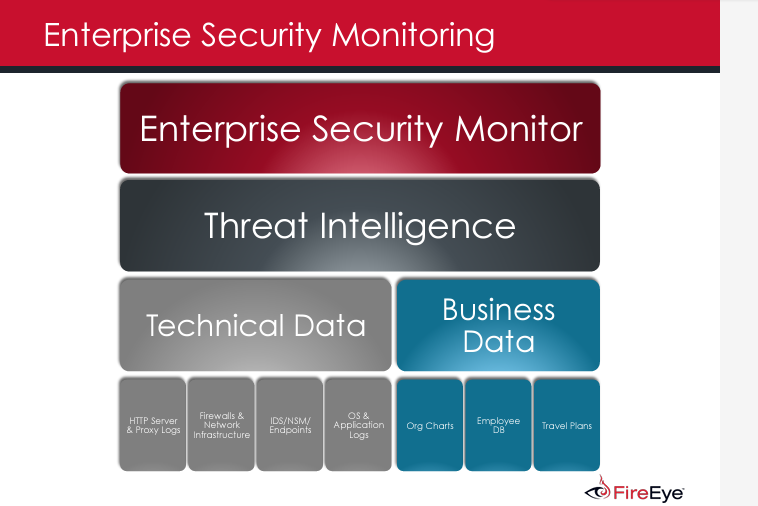 Enterprise Security Monitoring
Enterprise Security Monitor
Threat Intelligence
Technical Data
Business
Data
HTTP Server
& Proxy Logs
Firewalls &
Network
Infrastructure
IDS/NSM/
Endpoints
OS &
Application
Logs
Org Charts
Employee
DB
Travel Plans
FireEye